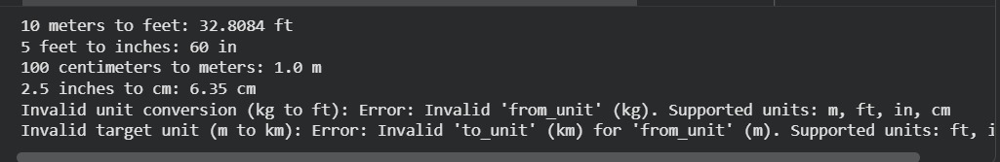 10 meters to feet: 32.8084 ft
5 feet to inches: 60 in
100 centimeters to meters: 1.0 m
2.5 inches to cm: 6.35 cm
Invalid unit conversion (kg to ft): Error: Invalid 'from_unit' (kg). Supported units: m, ft, in, cm
Invalid target unit (m to km): Error: Invalid 'to_unit' (km) for 'from_unit' (m). Supported units: ft,